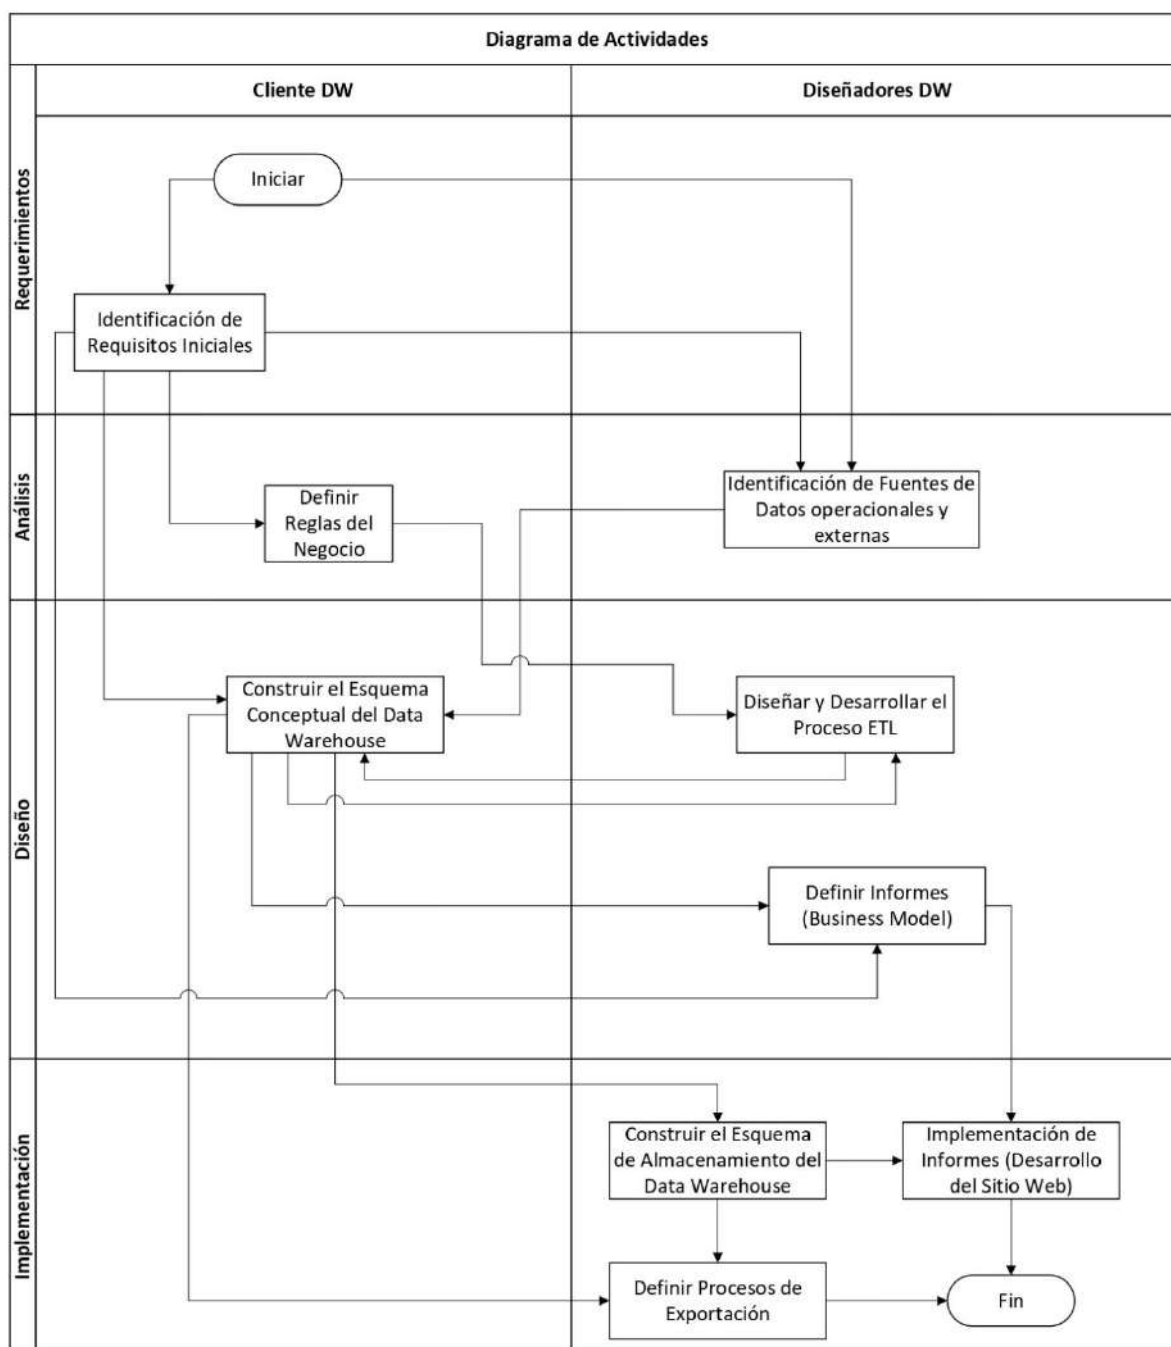 Diagrama de Actividades
Cliente DW
Diseñadores DW
Requerimientos
Iniciar
Identificación de
Requisitos Iniciales
Análisis
Definir
Reglas del
Negocio
Identificación de Fuentes de
Datos operacionales y
externas
Diseño
Construir el Esquema
Conceptual del Data
Warehouse
Diseñar y Desarrollar el
Proceso ETL
Definir Informes
(Business Model)
Implementación
Construir el Esquema
de Almacenamiento del
Data Warehouse
Implementación de
Informes (Desarrollo
del Sitio Web)
Definir Procesos de
Exportación
Fin